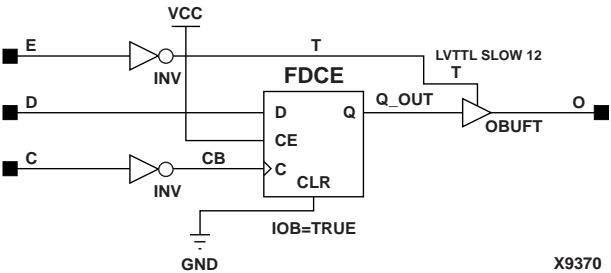 VCC
E
T
LVTTL SLOW 12
INV
FDCE
T
D
D
Q
Q_OUT
O
OBUFT
CE
C
CB
C
INV
CLR
IOB=TRUE
GND
X9370